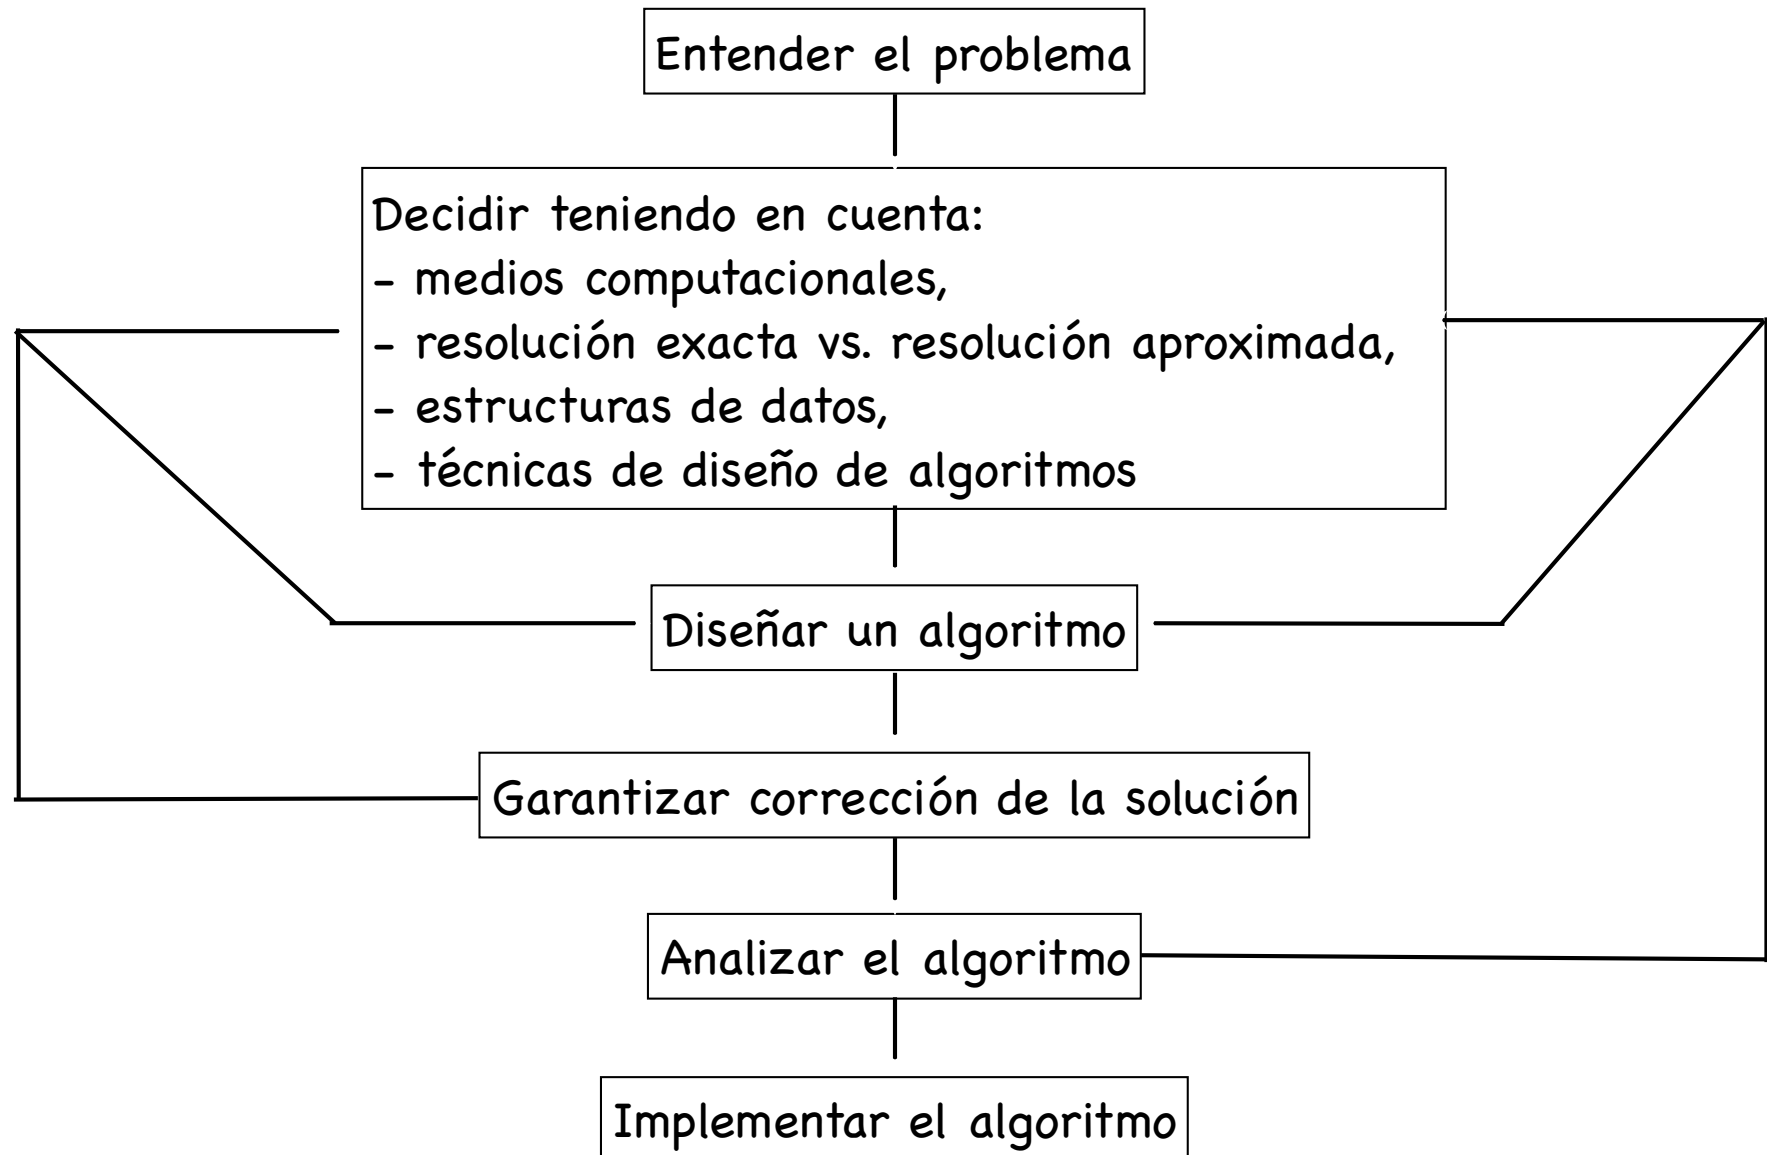 Entender el problema
Decidir teniendo en cuenta:
- medios computacionales,
- resolución exacta vs. resolución aproximada,
- estructuras de datos,
- técnicas de diseño de algoritmos
Diseñar un algoritmo
Garantizar corrección de la solución
Analizar el algoritmo
Implementar el algoritmo